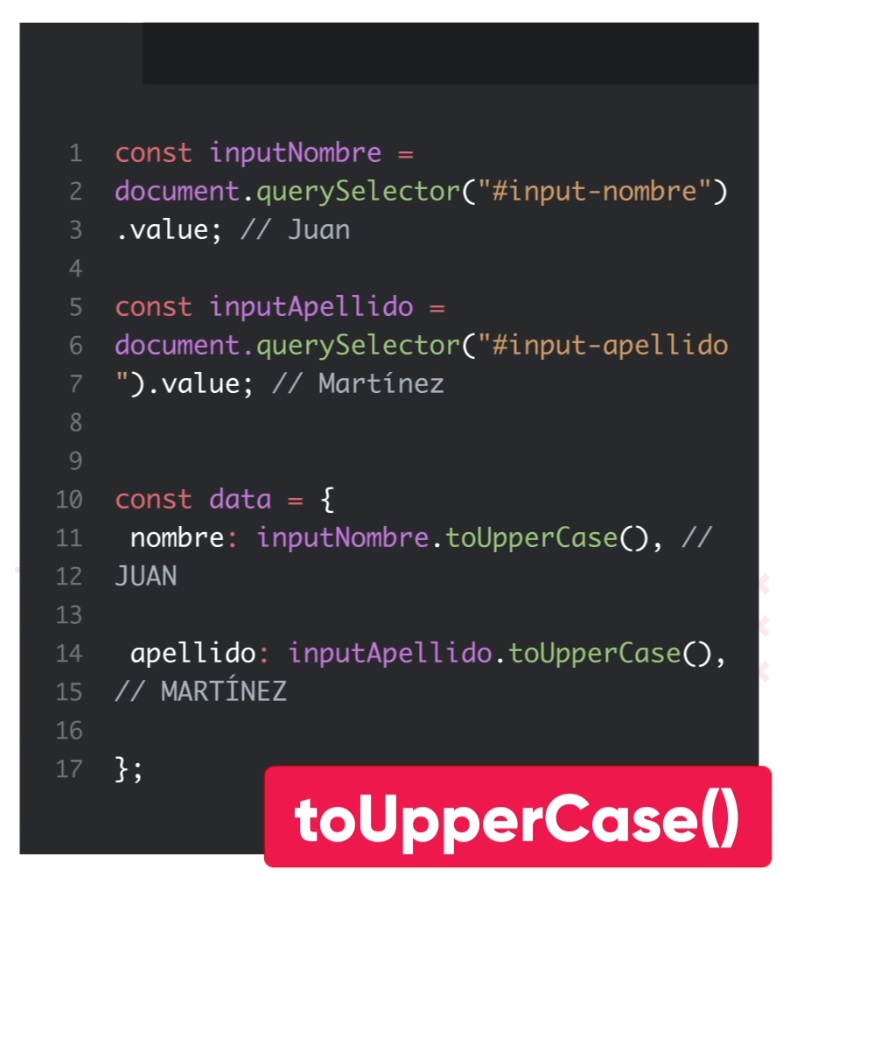 1 const inputNombre =
2 document.querySelector("#input-nombre")
3 .value; // Juan
4
5 const inputApellido =
6 document.querySelector("#input-apellido
7 ").value; // Martínez
8
9
10 const data = {
11 nombre: inputNombre.toUpperCase(), //
12 JUAN
13
14 apellido: inputApellido.toUpperCase(),
15 // MARTÍNEZ
16
17 };
toUpperCase()